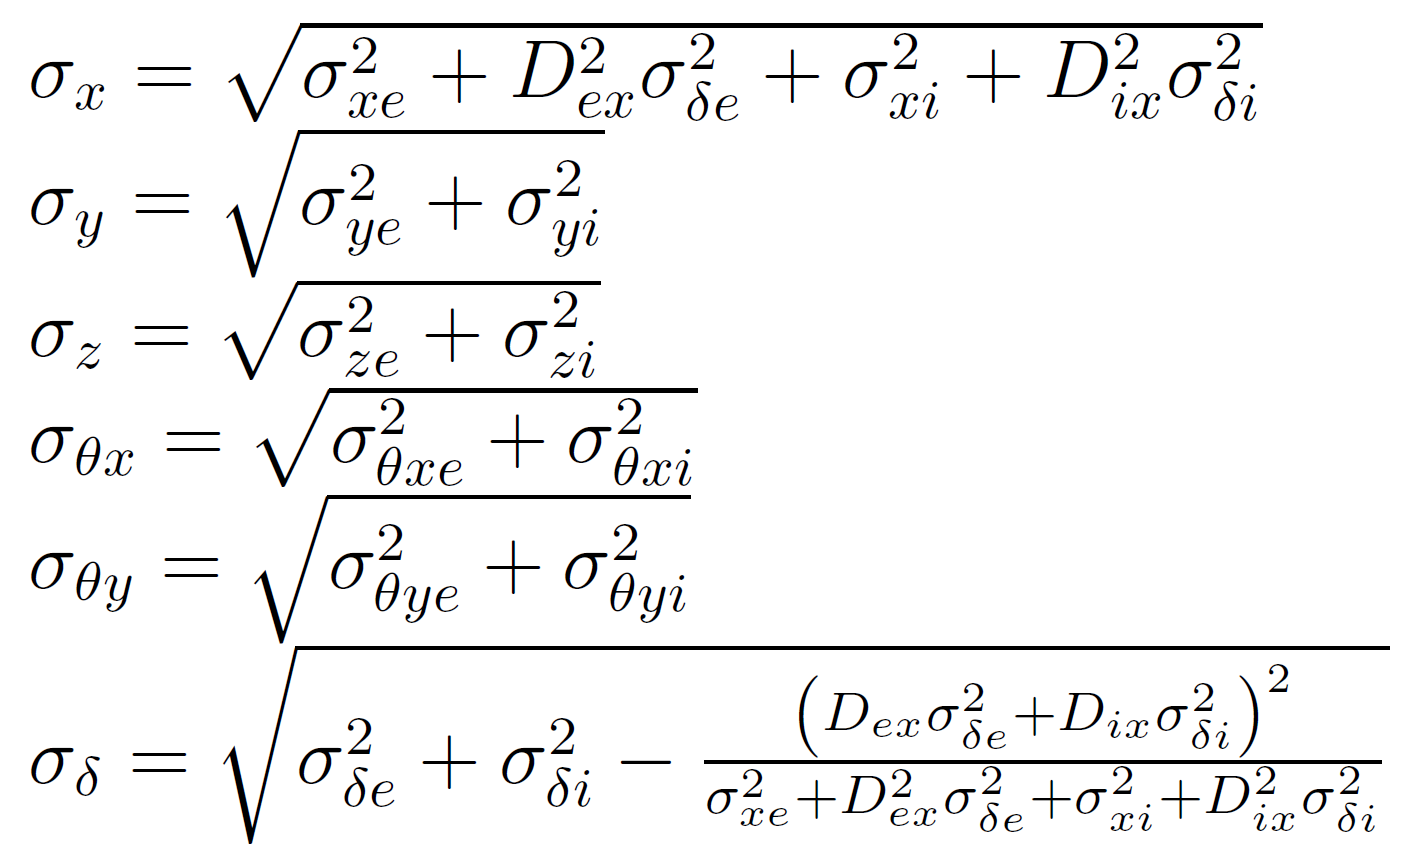 σ_x = √(σ_{xe}^2 + D_{ex}^2 σ_{δe}^2 + σ_{xi}^2 + D_{ix}^2 σ_{δi}^2)
σ_y = √(σ_{ye}^2 + σ_{yi}^2)
σ_z = √(σ_{ze}^2 + σ_{zi}^2)
σ_{θx} = √(σ_{θxe}^2 + σ_{θxi}^2)
σ_{θy} = √(σ_{θye}^2 + σ_{θyi}^2)
σ_δ = √(σ_{δe}^2 + σ_{δi}^2 − (D_{ex} σ_{δe}^2 + D_{ix} σ_{δi}^2)^2 / (σ_{xe}^2 + D_{ex}^2 σ_{δe}^2 + σ_{xi}^2 + D_{ix}^2 σ_{δi}^2))